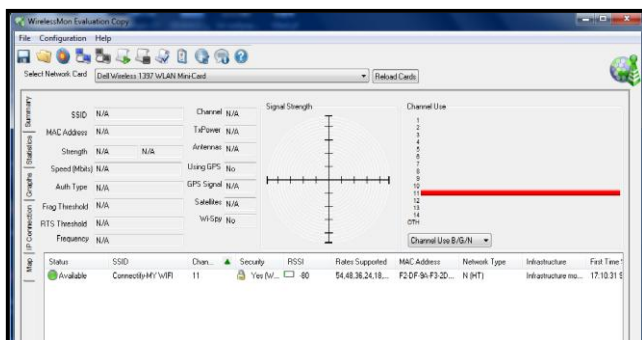 WirelessMon Evaluation Copy
File Configuration Help
Select Network Card Dell Wireless 1397 WLAN Mini-Card Reload Cards
Summary
Statistics
Graphs
IP Connection
Map
SSID N/A
MAC Address N/A
Strength N/A N/A
Speed (Mbits) N/A
Auth Type N/A
Frag Threshold N/A
RTS Threshold N/A
Frequency N/A
Channel N/A
TxPower N/A
Antennas N/A
Using GPS No
GPS Signal N/A
Satellites N/A
Wi-Spy No
Signal Strength
Channel Use
1
2
3
4
5
6
7
8
9
10
11
12
13
14
OTH
Channel Use B/G/N
Status SSID Chan... Security RSSI Rates Supported MAC Address Network Type Infrastructure First Time S
Available Connectify-MY WIFI 11 Yes (W... -80 54,48,36,24,18,... F2-DF-9A-F3-2D... N (HT) Infrastructure mo... 17:10:31 S